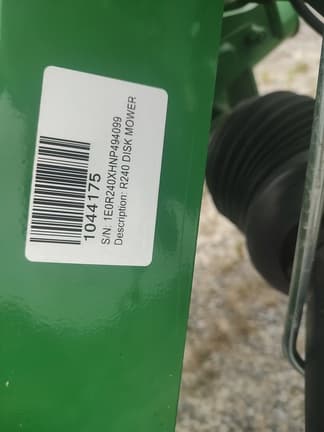 1044175
S/N: 1E0R240XHNP494099
Description: R240 DISK MOWER